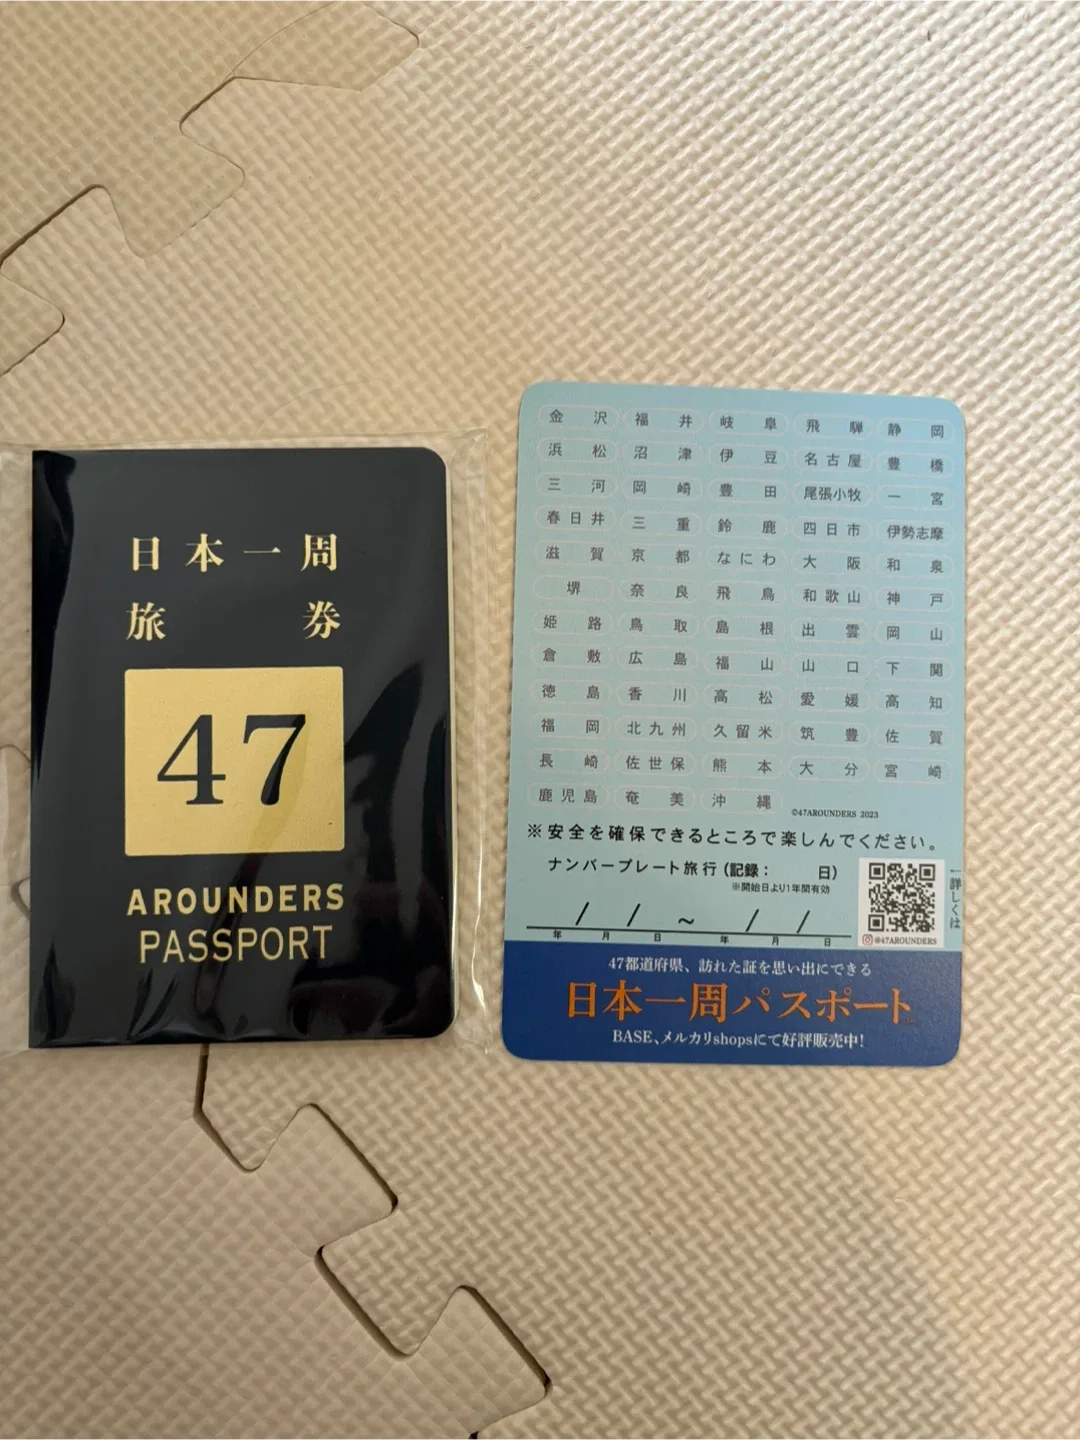 日本一周
旅券
47
AROUNDERS
PASSPORT
金沢 福井 岐阜 飛騨 静岡
浜松 沼津 伊豆 名古屋 豊橋
三河 岡崎 豊田 尾張小牧 一宮
春日井 三重 鈴鹿 四日市 伊勢志摩
滋賀 京都 なにわ 大阪 和泉
堺 奈良 飛鳥 和歌山 神戸
姫路 鳥取 島根 出雲 岡山
倉敷 広島 福山 山口 下関
徳島 香川 高松 愛媛 高知
福岡 北九州 久留米 筑豊 佐賀
長崎 佐世保 熊本 大分 宮崎
鹿児島 奄美 沖縄
©47AROUNDERS 2023
※安全を確保できるところで楽しんでください。
ナンバープレート旅行(記録: 日)
※開始日より1年間有効
/ / ~ / /
年 月 日 年 月 日
←詳しくは
@47AROUNDERS
47都道府県、訪れた証を思い出にできる
日本一周パスポート
BASE、メルカリshopsにて好評販売中!